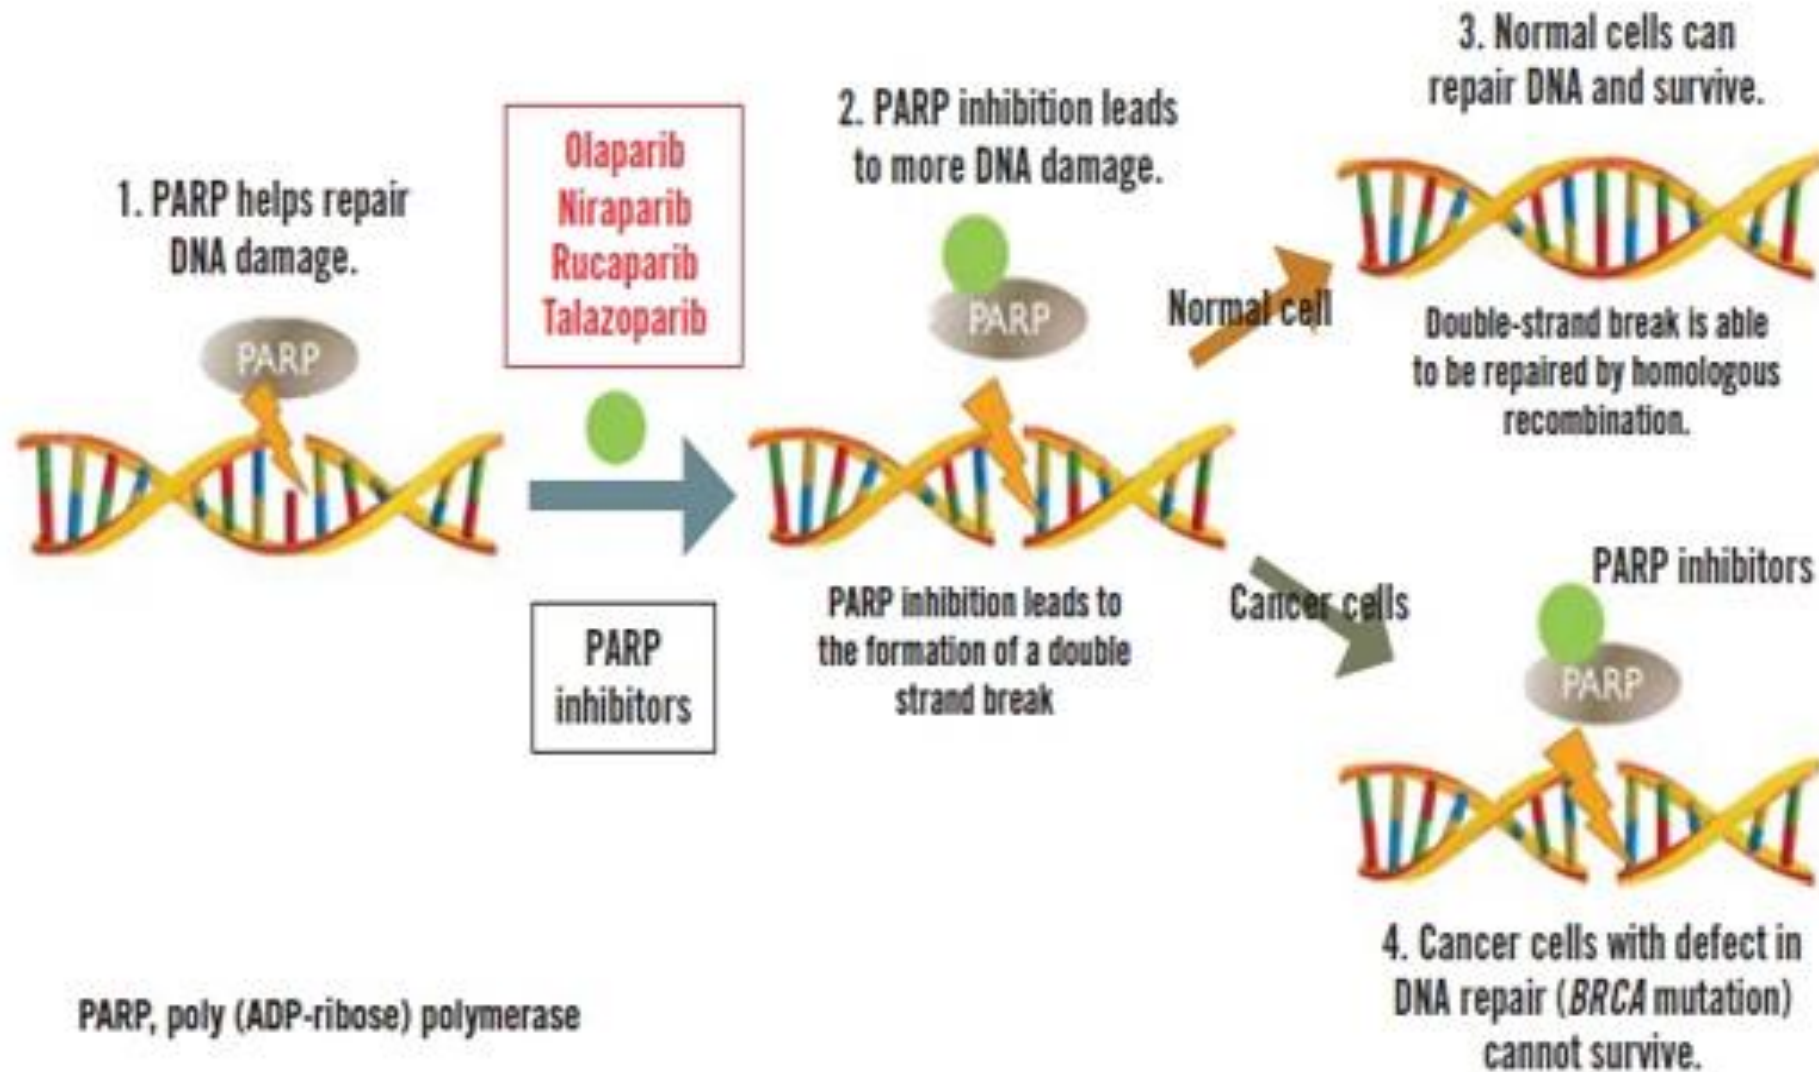 1. PARP helps repair
DNA damage.
PARP
Olaparib
Niraparib
Rucaparib
Talazoparib
PARP
inhibitors
2. PARP inhibition leads
to more DNA damage.
PARP
PARP inhibition leads to
the formation of a double
strand break
Normal cell
3. Normal cells can
repair DNA and survive.
Double-strand break is able
to be repaired by homologous
recombination.
Cancer cells
PARP inhibitors
PARP
4. Cancer cells with defect in
DNA repair (BRCA mutation)
cannot survive.
PARP, poly (ADP-ribose) polymerase